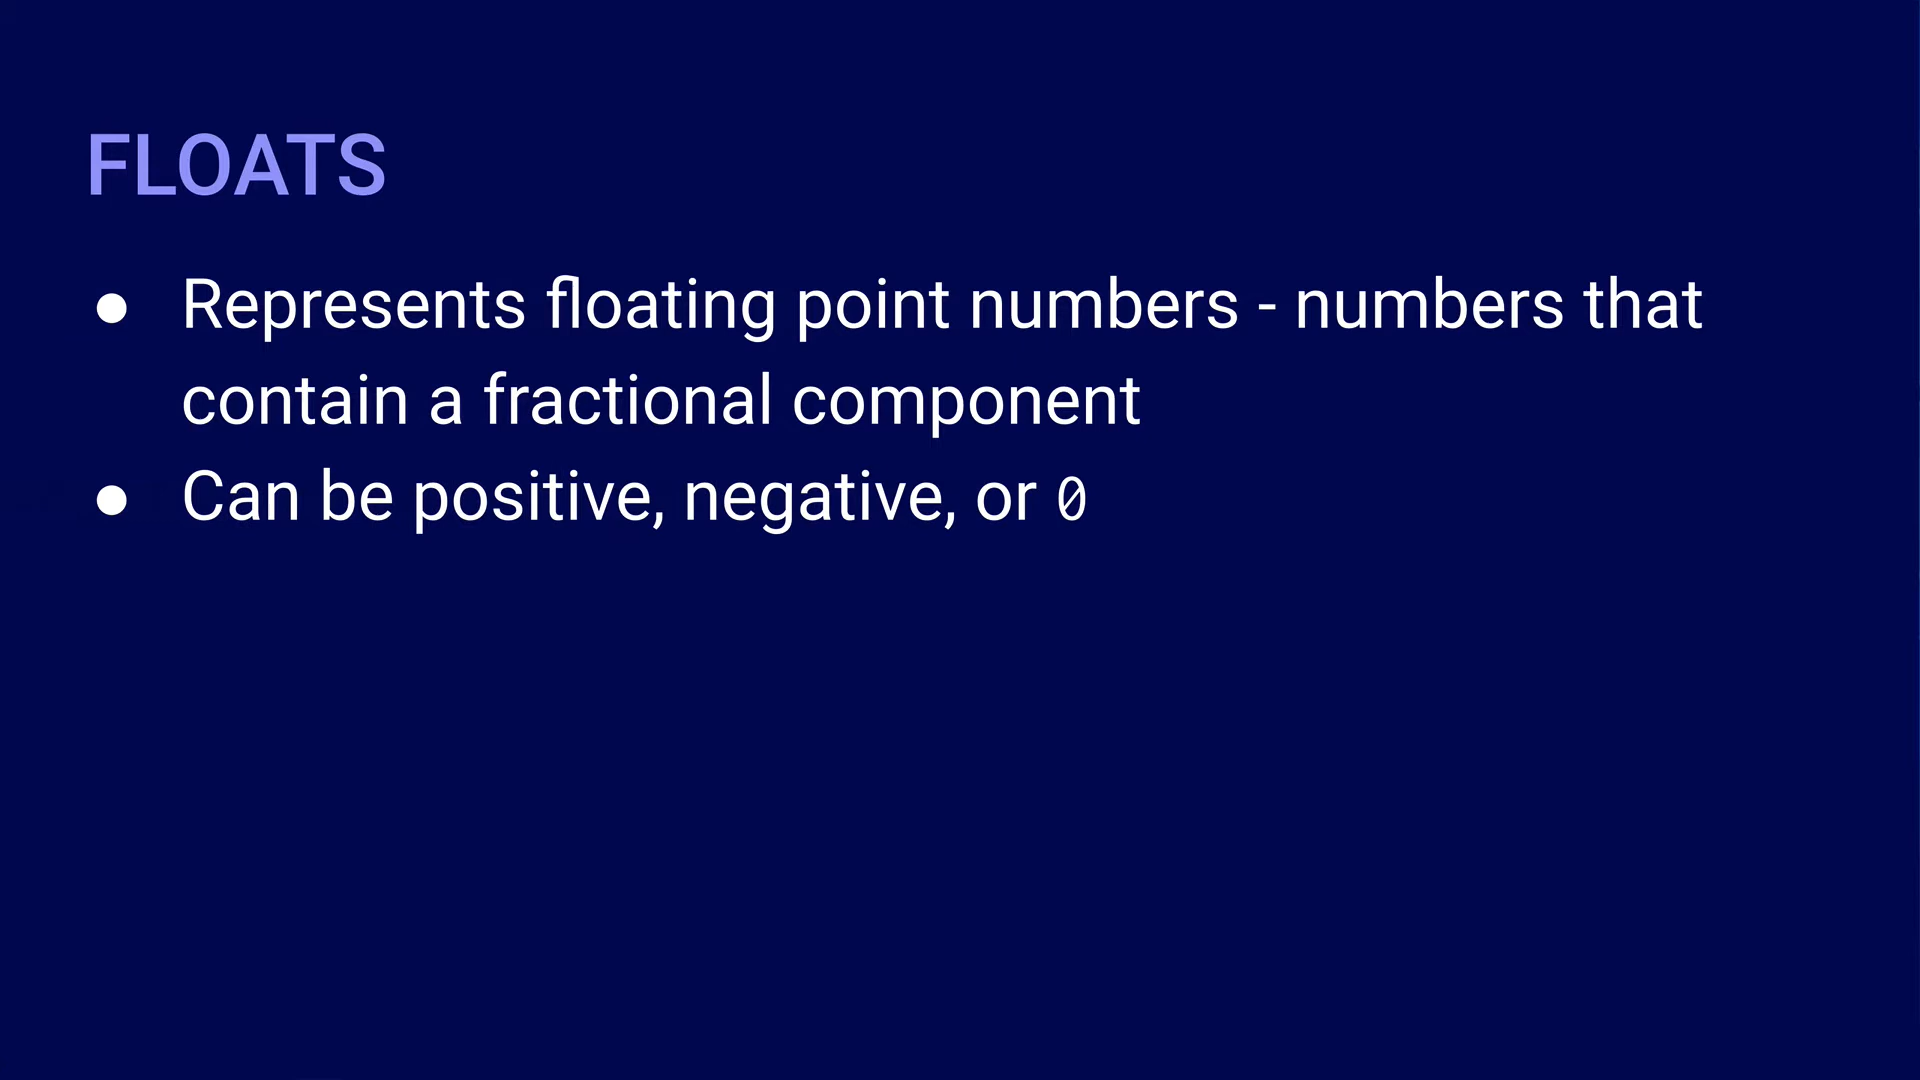 FLOATS
● Represents floating point numbers - numbers that
contain a fractional component
● Can be positive, negative, or 0